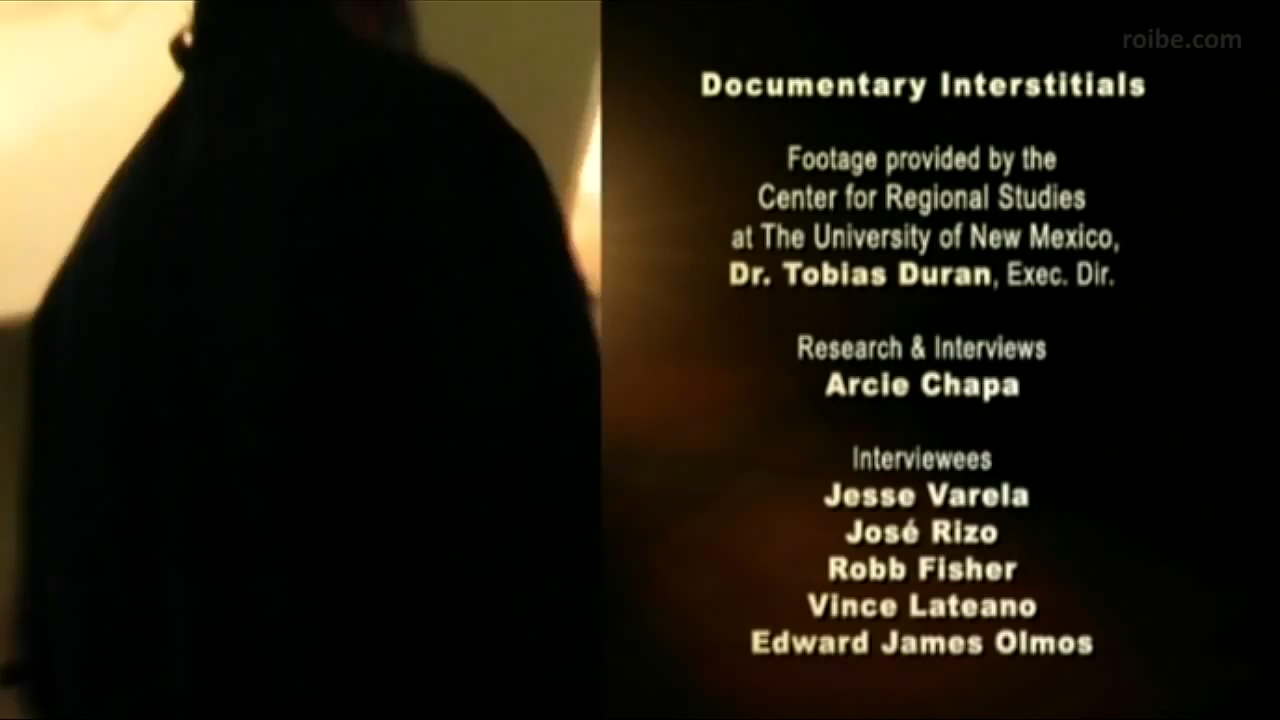 roibe.com
Documentary Interstitials
Footage provided by the
Center for Regional Studies
at The University of New Mexico,
Dr. Tobias Duran, Exec. Dir.
Research & Interviews
Arcie Chapa
Interviewees
Jesse Varela
José Rizo
Robb Fisher
Vince Lateano
Edward James Olmos